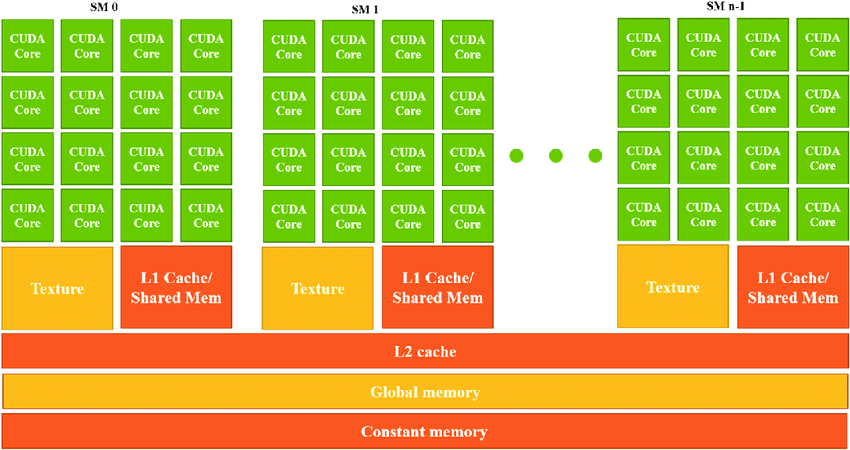 SM 0 SM 1 SM n-1
CUDA CUDA CUDA CUDA CUDA CUDA CUDA CUDA CUDA CUDA CUDA CUDA
Core Core Core Core Core Core Core Core Core Core Core Core
CUDA CUDA CUDA CUDA CUDA CUDA CUDA CUDA CUDA CUDA CUDA CUDA
Core Core Core Core Core Core Core Core Core Core Core Core
CUDA CUDA CUDA CUDA CUDA CUDA CUDA CUDA CUDA CUDA CUDA CUDA
Core Core Core Core Core Core Core Core Core Core Core Core
CUDA CUDA CUDA CUDA CUDA CUDA CUDA CUDA CUDA CUDA CUDA CUDA
Core Core Core Core Core Core Core Core Core Core Core Core
Texture
L1 Cache/
Shared Mem
Texture
L1 Cache/
Shared Mem
Texture
L1 Cache/
Shared Mem
L2 cache
Global memory
Constant memory